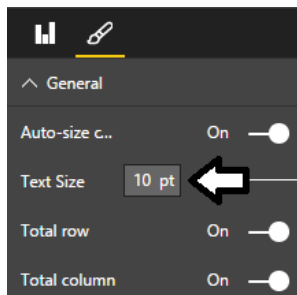 General
Auto-size c... On
Text Size 10 pt
Total row On
Total column On